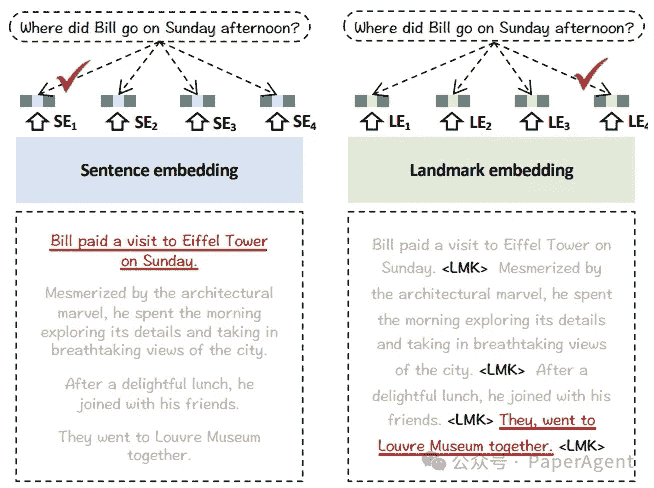 Where did Bill go on Sunday afternoon?
SE1
SE2
SE3
SE4
Sentence embedding
Bill paid a visit to Eiffel Tower
on Sunday.
Mesmerized by the architectural
marvel, he spent the morning
exploring its details and taking in
breathtaking views of the city.
After a delightful lunch, he
joined with his friends.
They went to Louvre Museum
together.
Where did Bill go on Sunday afternoon?
LE1
LE2
LE3
LE4
Landmark embedding
Bill paid a visit to Eiffel Tower on
Sunday. <LMK> Mesmerized by
the architectural marvel, he spent
the morning exploring its details
and taking in breathtaking views
of the city. <LMK> After a
delightful lunch, he joined with his
friends. <LMK> They, went to
Louvre Museum together. <LMK>
公众号 · PaperAgent